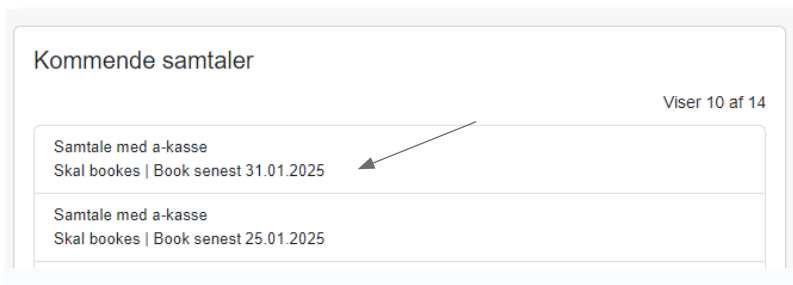 Kommende samtaler
Viser 10 af 14
Samtale med a-kasse
Skal bookes | Book senest 31.01.2025
Samtale med a-kasse
Skal bookes | Book senest 25.01.2025